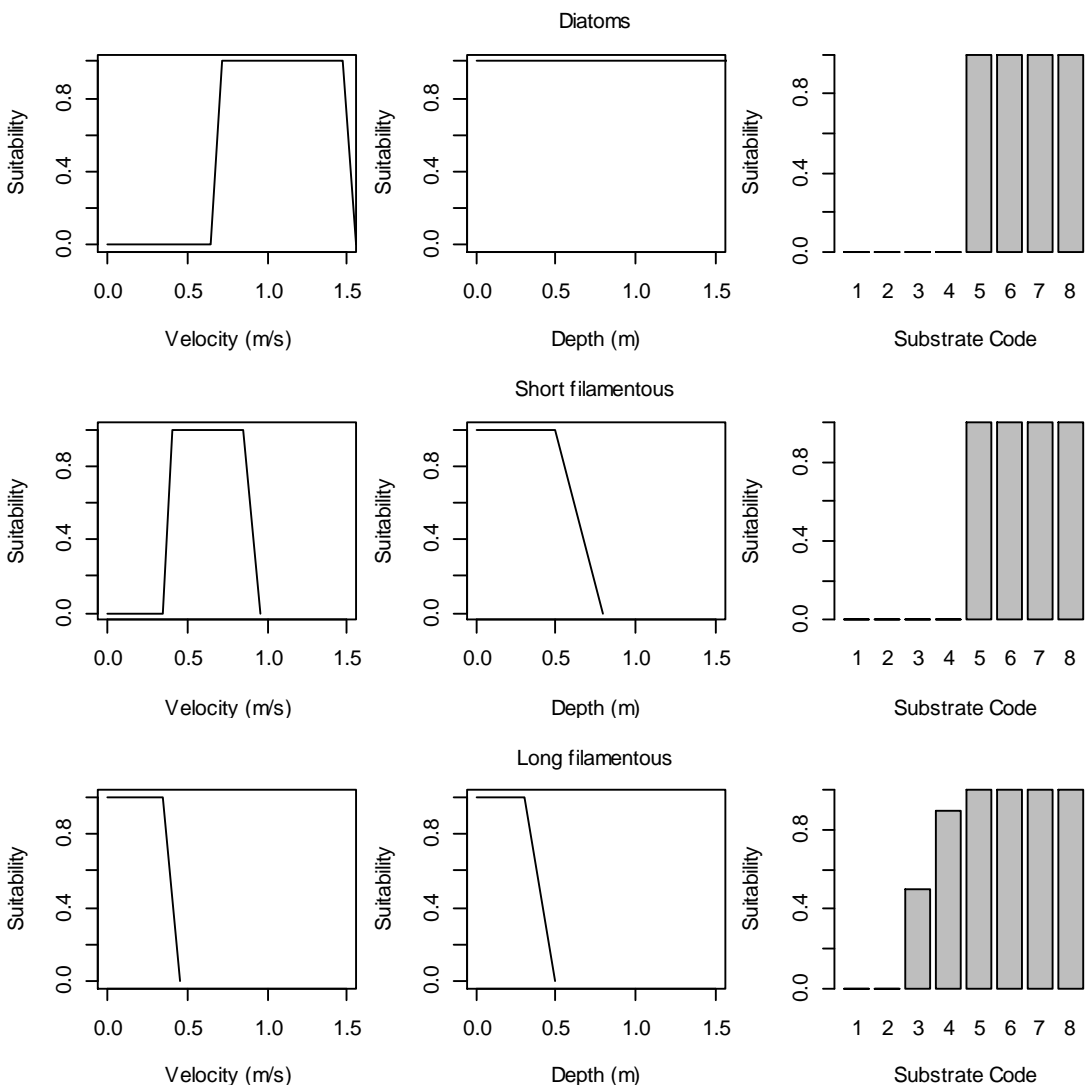 Diatoms
Suitability
0.0 0.4 0.8
0.0 0.5 1.0 1.5
Velocity (m/s)
Suitability
0.0 0.4 0.8
0.0 0.5 1.0 1.5
Depth (m)
Suitability
0.0 0.4 0.8
1 2 3 4 5 6 7 8
Substrate Code
Short filamentous
Suitability
0.0 0.4 0.8
0.0 0.5 1.0 1.5
Velocity (m/s)
Suitability
0.0 0.4 0.8
0.0 0.5 1.0 1.5
Depth (m)
Suitability
0.0 0.4 0.8
1 2 3 4 5 6 7 8
Substrate Code
Long filamentous
Suitability
0.0 0.4 0.8
0.0 0.5 1.0 1.5
Velocity (m/s)
Suitability
0.0 0.4 0.8
0.0 0.5 1.0 1.5
Depth (m)
Suitability
0.0 0.4 0.8
1 2 3 4 5 6 7 8
Substrate Code